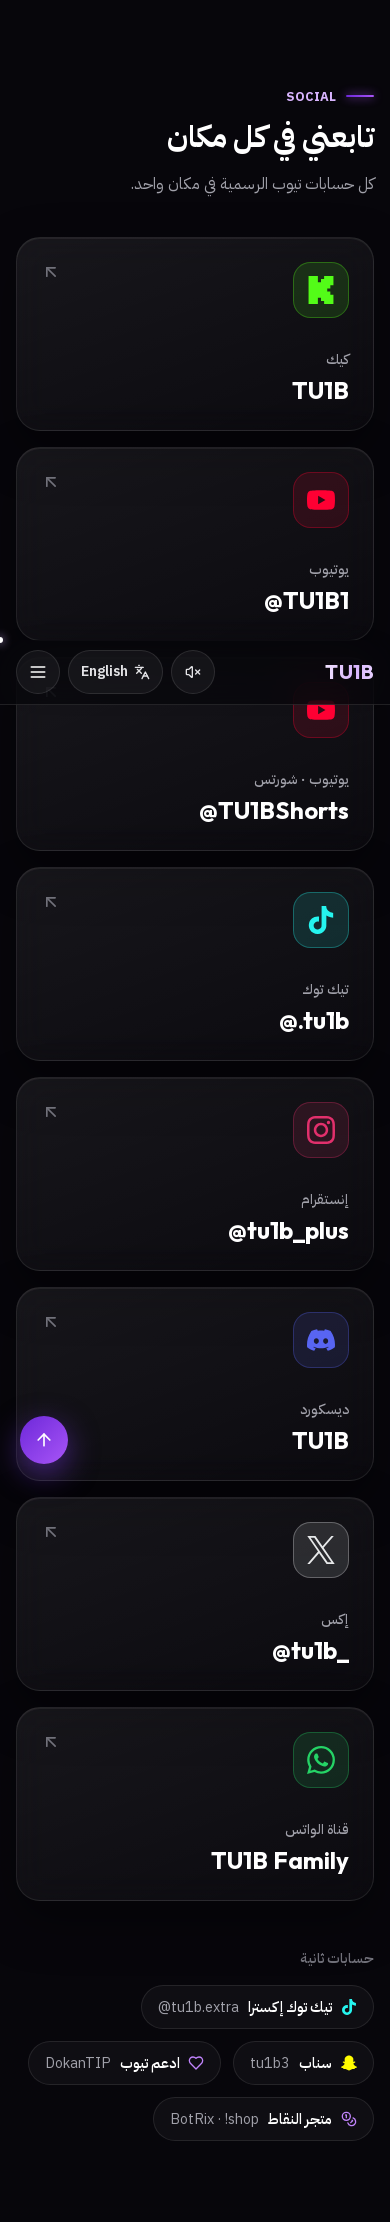 SOCIAL
تابعني في كل مكان
كل حسابات تيوب الرسمية في مكان واحد.
كيك
TU1B
يوتيوب
@TU1B1
TU1B
English
يوتيوب · شورتس
@TU1BShorts
تيك توك
@.tu1b
إنستقرام
@tu1b_plus
ديسكورد
TU1B
إكس
@tu1b_
قناة الواتس
TU1B Family
حسابات ثانية
تيك توك إكسترا @tu1b.extra
سناب tu1b3
ادعم تيوب DokanTIP
متجر النقاط BotRix · !shop